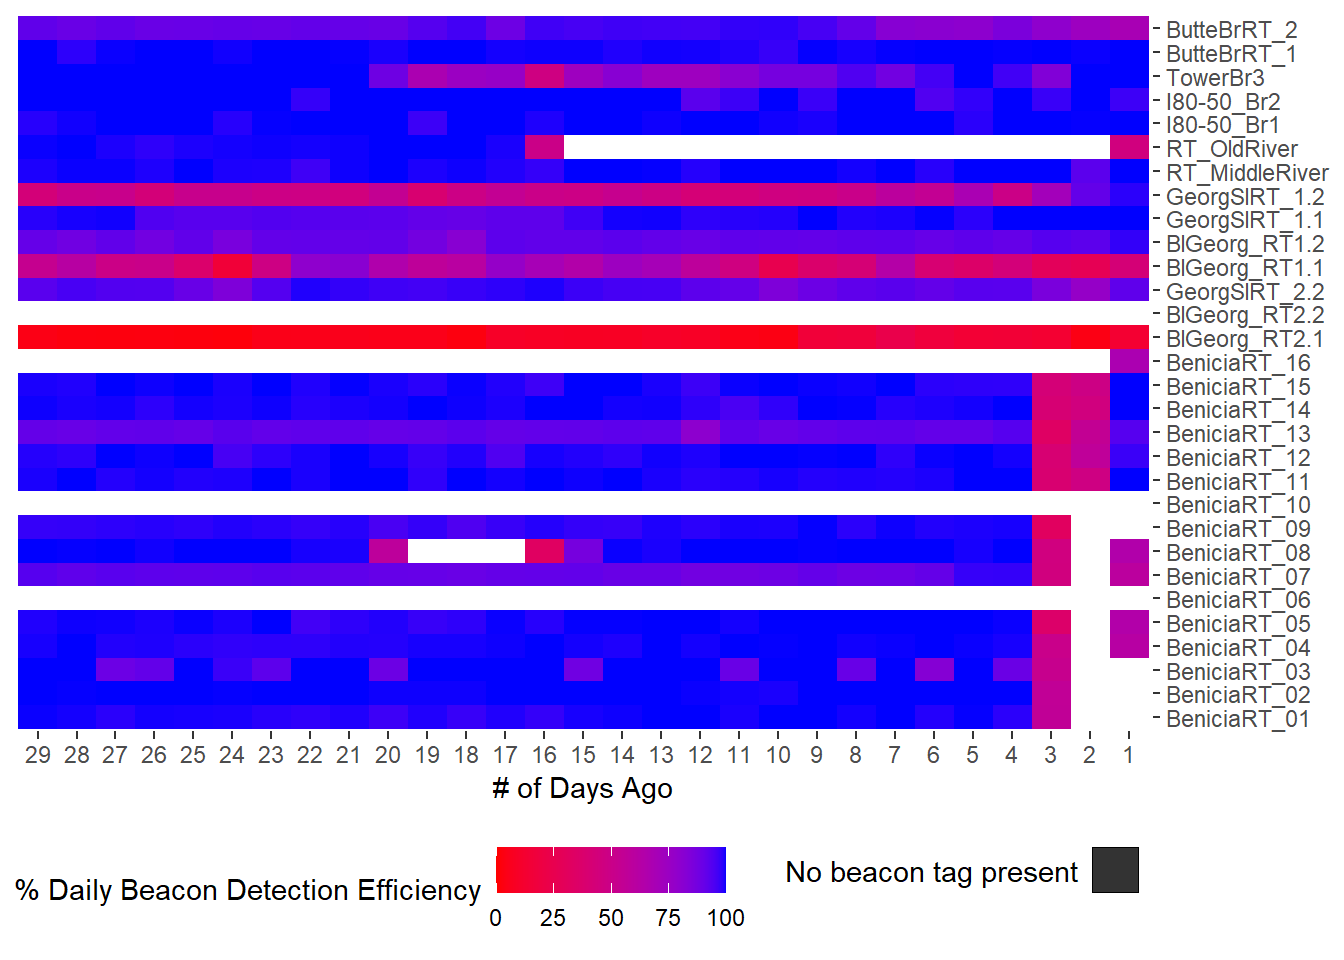 ButteBrRT_2
ButteBrRT_1
TowerBr3
I80-50_Br2
I80-50_Br1
RT_OldRiver
RT_MiddleRiver
GeorgSlRT_1.2
GeorgSlRT_1.1
BlGeorg_RT1.2
BlGeorg_RT1.1
GeorgSlRT_2.2
BlGeorg_RT2.2
BlGeorg_RT2.1
BeniciaRT_16
BeniciaRT_15
BeniciaRT_14
BeniciaRT_13
BeniciaRT_12
BeniciaRT_11
BeniciaRT_10
BeniciaRT_09
BeniciaRT_08
BeniciaRT_07
BeniciaRT_06
BeniciaRT_05
BeniciaRT_04
BeniciaRT_03
BeniciaRT_02
BeniciaRT_01
29 28 27 26 25 24 23 22 21 20 19 18 17 16 15 14 13 12 11 10 9 8 7 6 5 4 3 2 1
# of Days Ago
% Daily Beacon Detection Efficiency
0 25 50 75 100
No beacon tag present